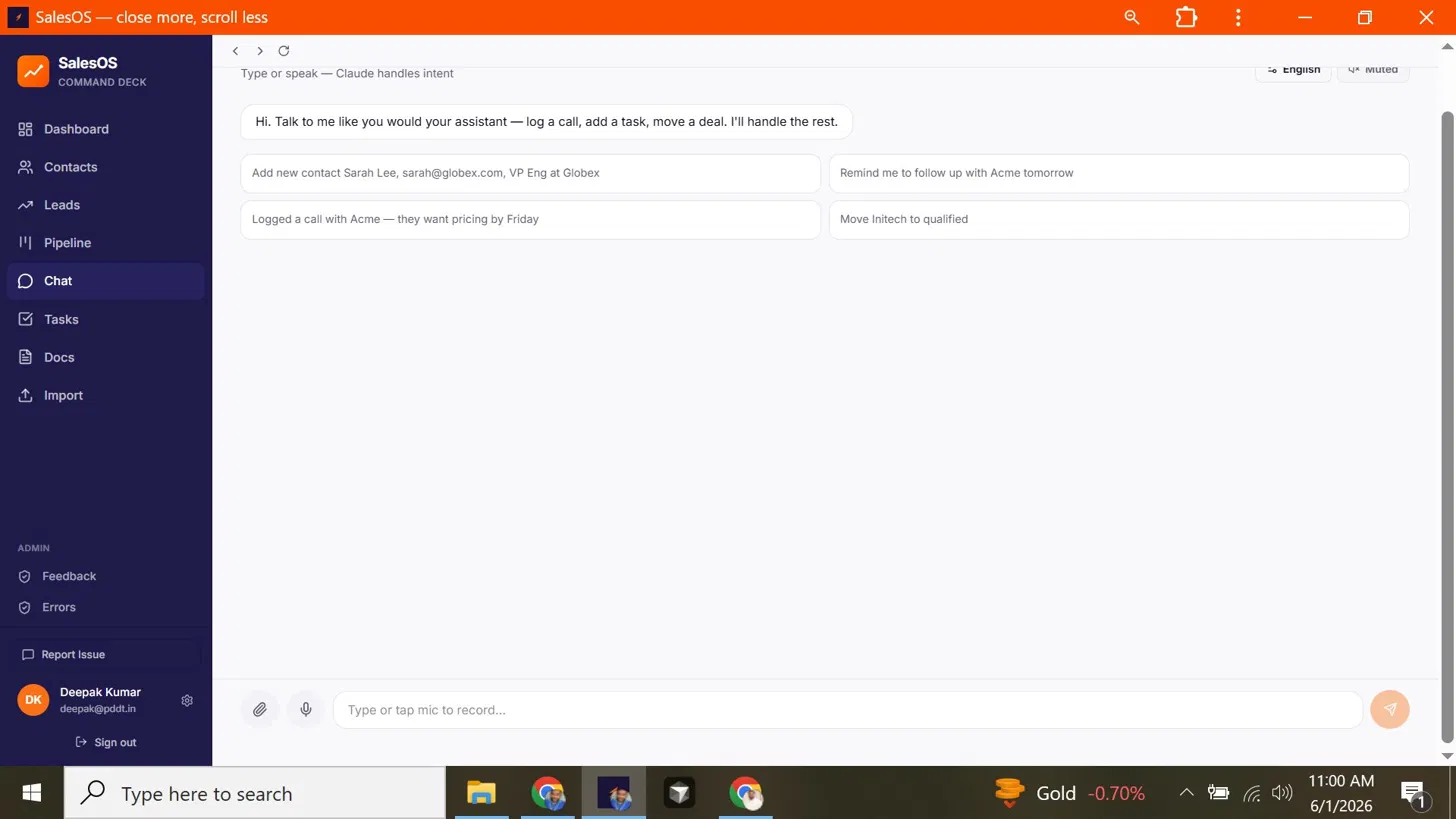 SalesOS — close more, scroll less
SalesOS
COMMAND DECK
Dashboard
Contacts
Leads
Pipeline
Chat
Tasks
Docs
Import
ADMIN
Feedback
Errors
Report Issue
DK
Deepak Kumar
deepak@pddt.in
Sign out
Type or speak — Claude handles intent
English
Muted
Hi. Talk to me like you would your assistant — log a call, add a task, move a deal. I'll handle the rest.
Add new contact Sarah Lee, sarah@globex.com, VP Eng at Globex
Remind me to follow up with Acme tomorrow
Logged a call with Acme — they want pricing by Friday
Move Initech to qualified
Type or tap mic to record...
Type here to search
Gold -0.70%
11:00 AM
6/1/2026
1